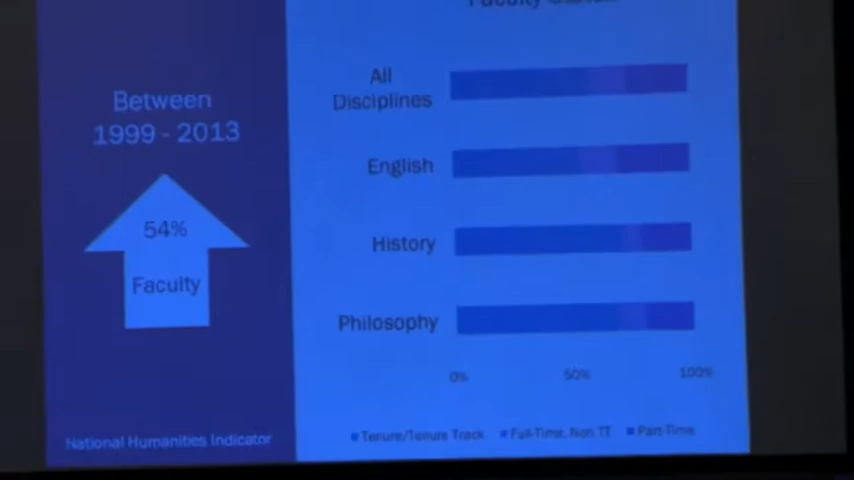 Between
1999 - 2013
54%
Faculty
National Humanities Indicator
Faculty
All
Disciplines
English
History
Philosophy
0% 50% 100%
Tenure/Tenure Track Full-Time, Non TT Part-Time